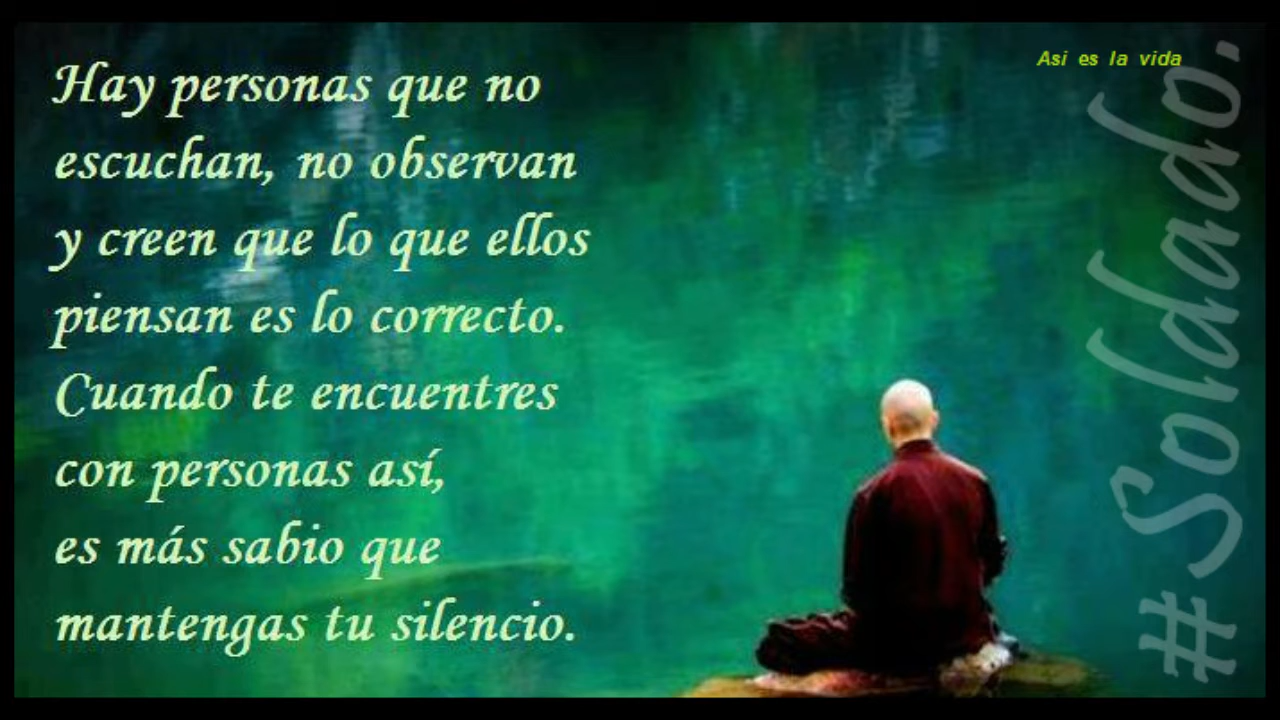 Hay personas que no
escuchan, no observan
y creen que lo que ellos
piensan es lo correcto.
Cuando te encuentres
con personas así,
es más sabio que
mantengas tu silencio.
Asi es la vida
#Soldado.